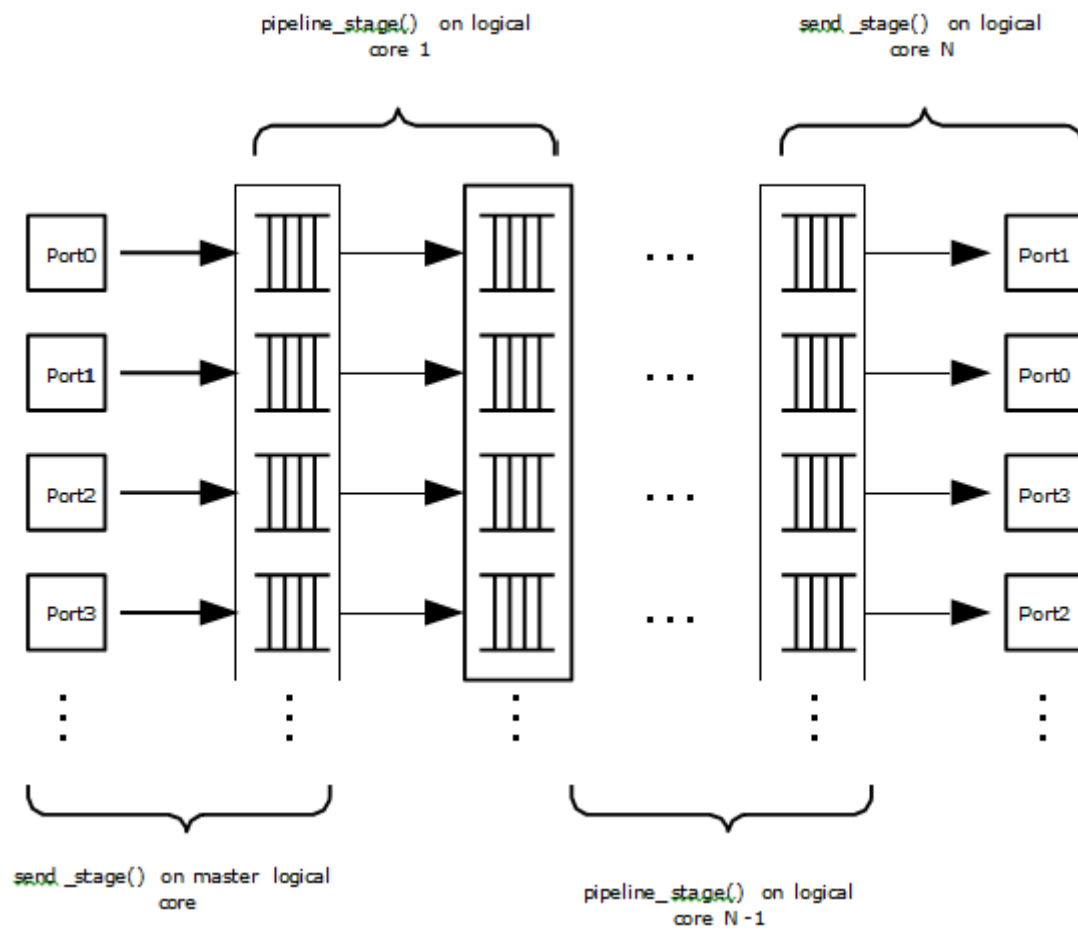 pipeline_stage() on logical
core 1
send_stage() on logical
core N
Port0
Port1
Port1
Port0
Port2
Port3
Port3
Port2
send_stage() on master logical
core
pipeline_stage() on logical
core N-1